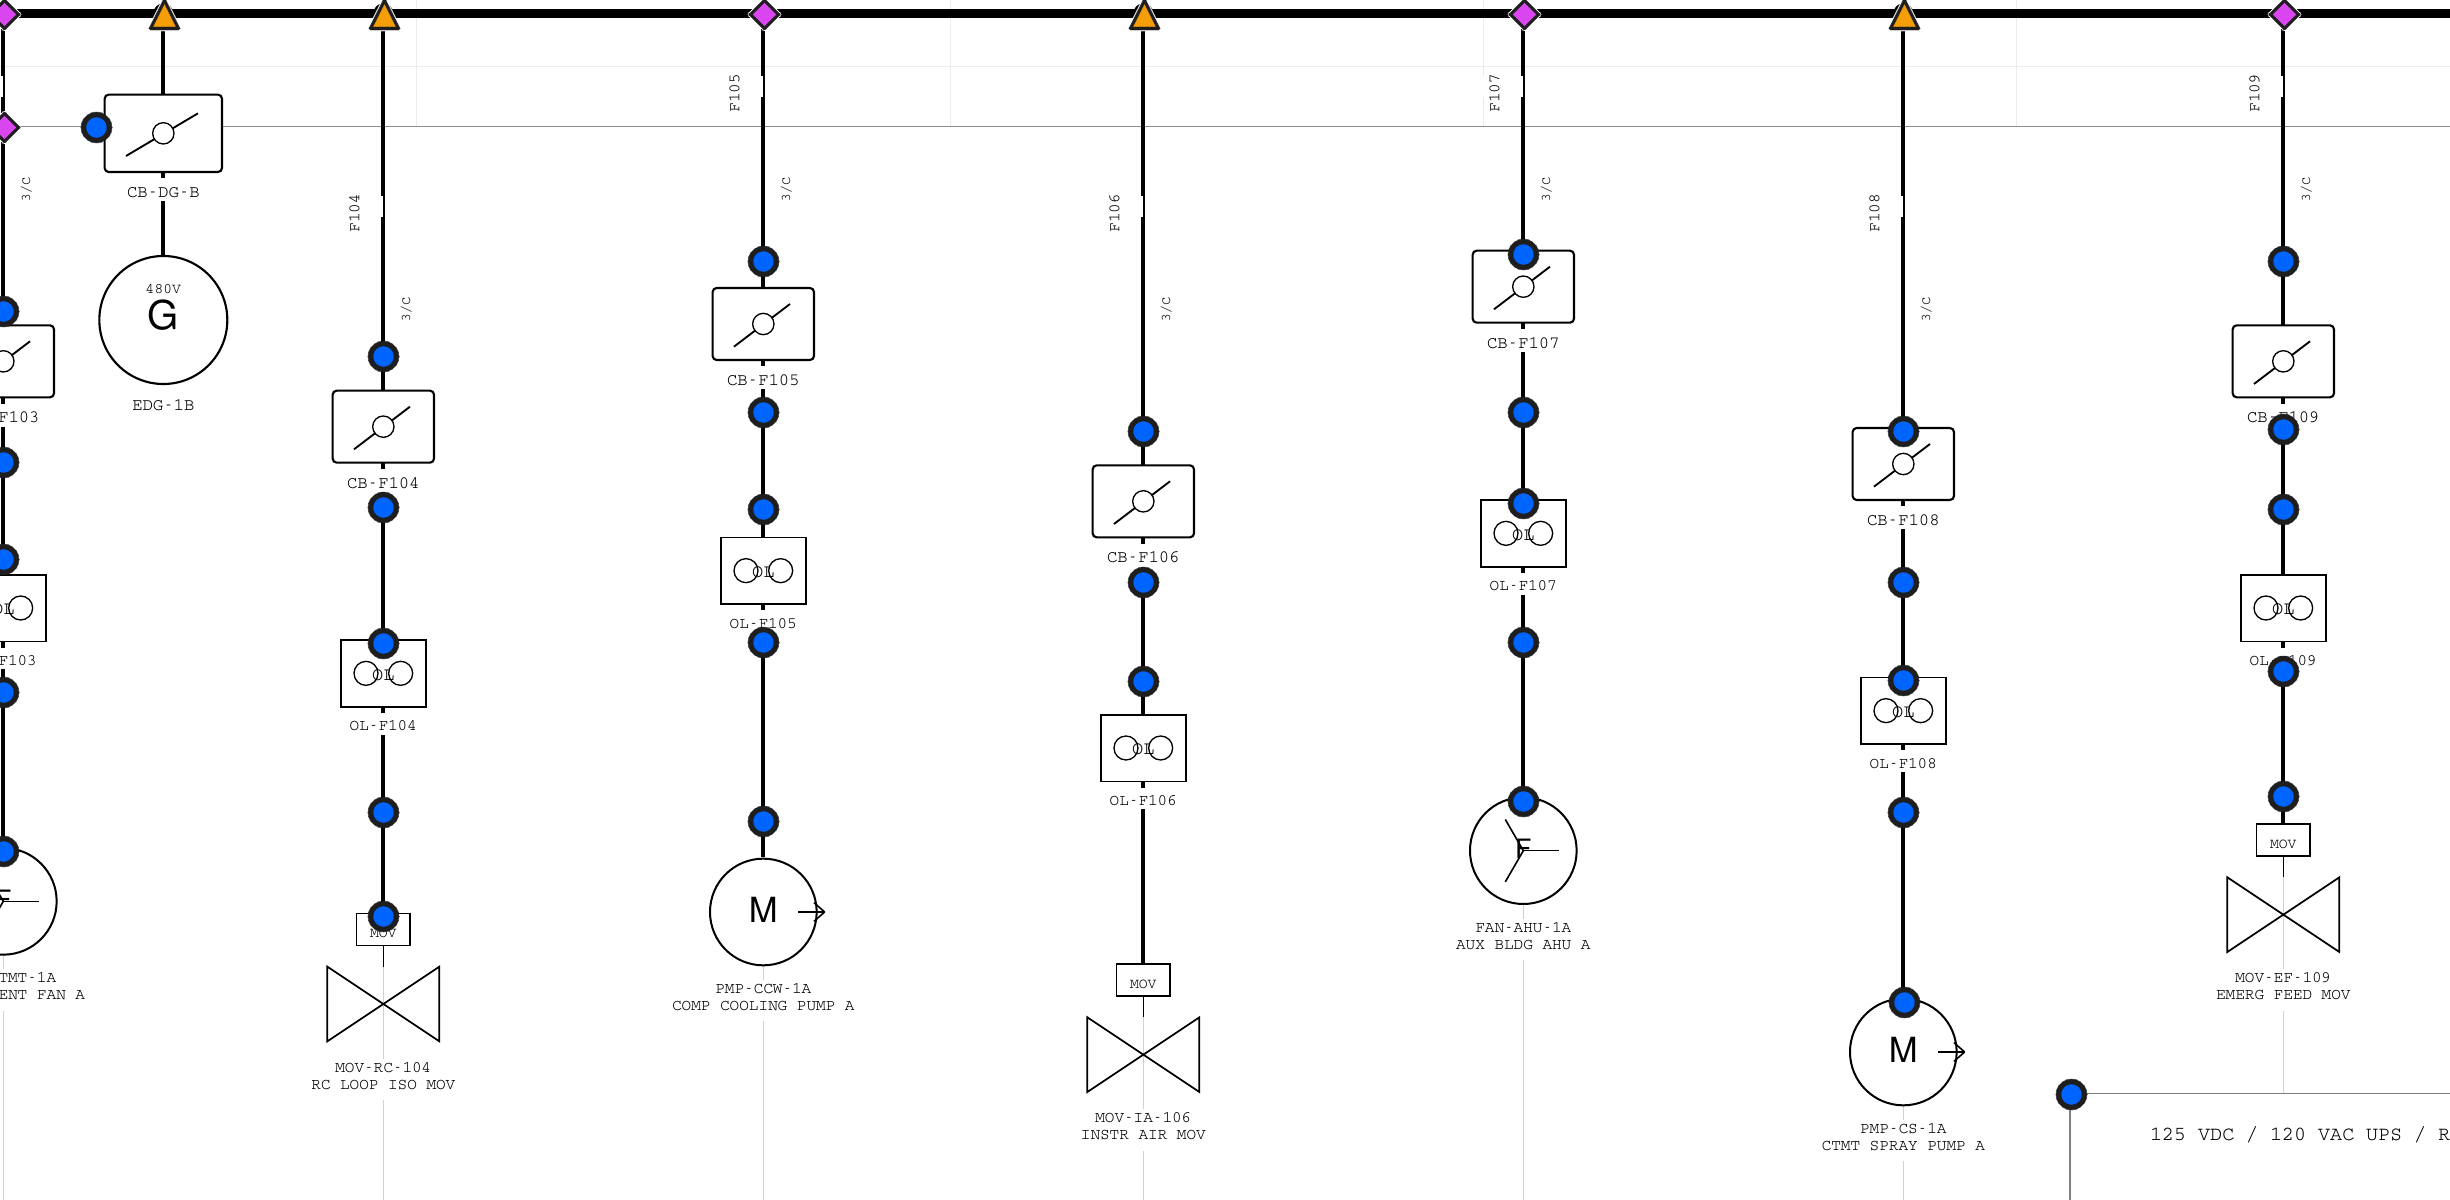 F105
F107
F109
3/C
CB-DG-B
F104
3/C
F106
3/C
F108
3/C
480V
G
EDG-1B
3/C
3/C
3/C
CB-F107
CB-F105
F103
CB-F109
CB-F104
CB-F108
CB-F106
OL
OL-F107
OL
OL-F105
OL
OL
F103
OL-F109
OL
OL-F104
OL
OL-F108
OL
OL-F106
MOV
F
F
M
MOV
FAN-AHU-1A
AUX BLDG AHU A
TMT-1A
ENT FAN A
MOV-EF-109
EMERG FEED MOV
MOV
PMP-CCW-1A
COMP COOLING PUMP A
M
MOV-RC-104
RC LOOP ISO MOV
MOV-IA-106
INSTR AIR MOV
PMP-CS-1A
CTMT SPRAY PUMP A
125 VDC / 120 VAC UPS / R